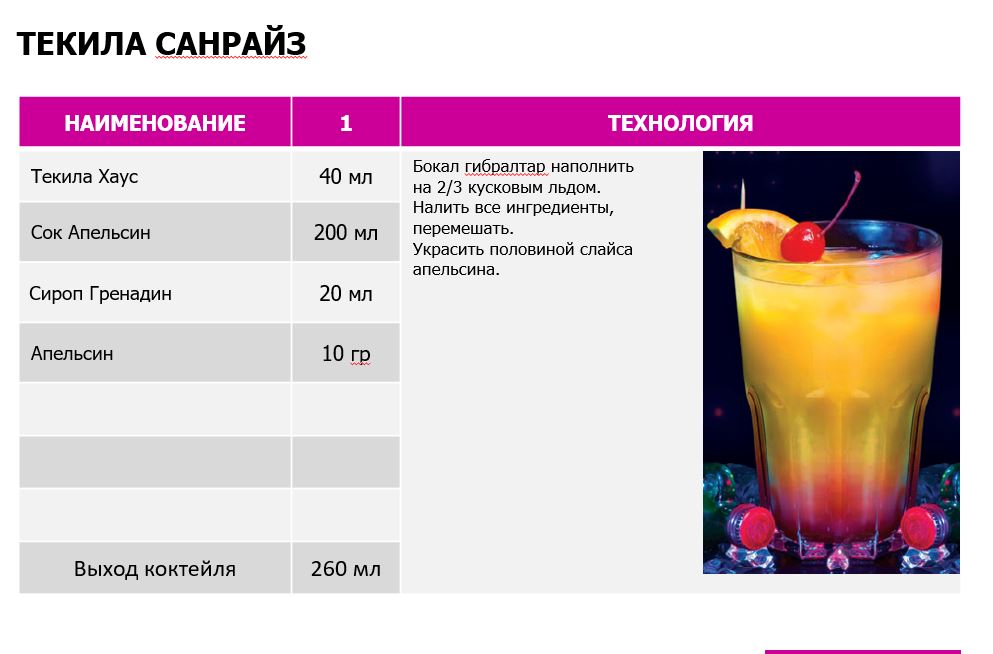 ТЕКИЛА САНРАЙЗ
НАИМЕНОВАНИЕ 1 ТЕХНОЛОГИЯ
Текила Хаус 40 мл
Сок Апельсин 200 мл
Сироп Гренадин 20 мл
Апельсин 10 гр
Выход коктейля 260 мл
Бокал гибралтар наполнить
на 2/3 кусковым льдом.
Налить все ингредиенты,
перемешать.
Украсить половиной слайса
апельсина.